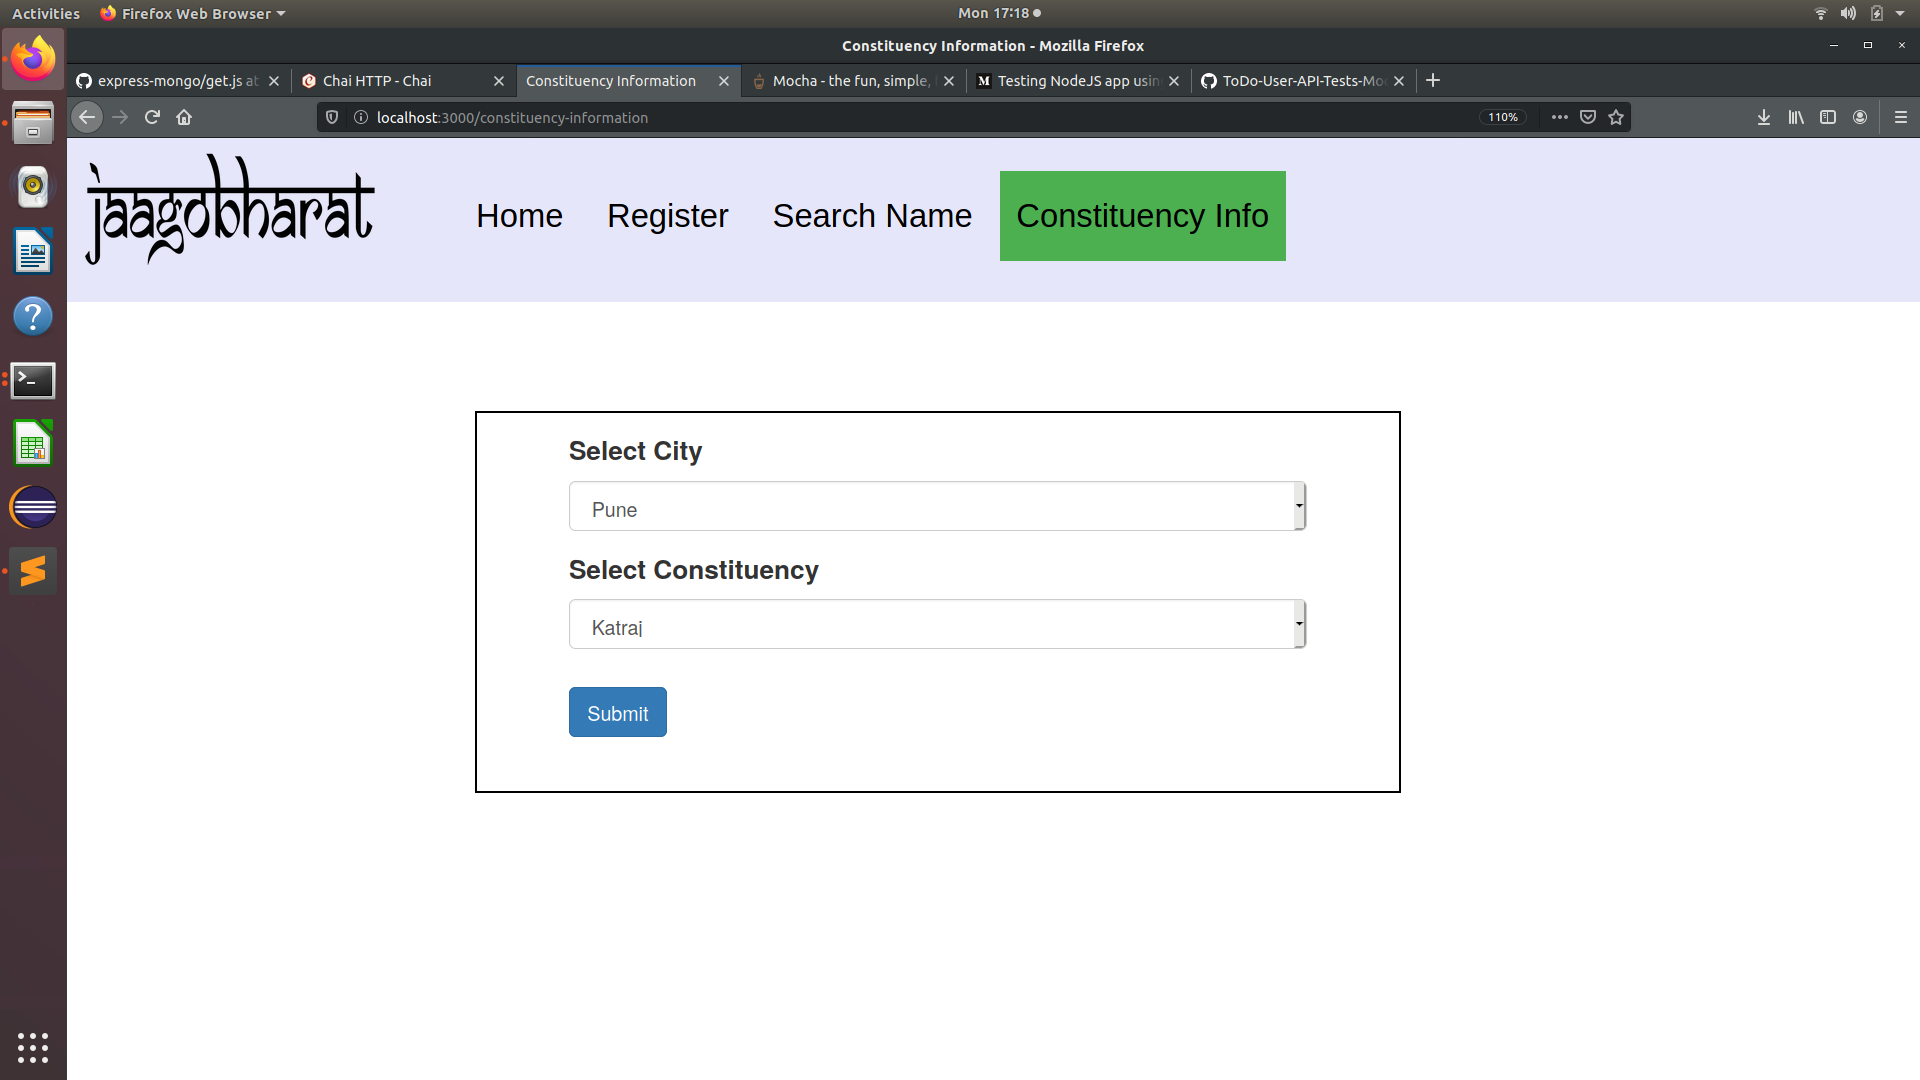 Activities Firefox Web Browser Mon 17:18
Constituency Information - Mozilla Firefox
express-mongo/get.js at Chai HTTP - Chai Constituency Information Mocha - the fun, simple, Testing NodeJS app usin ToDo-User-API-Tests-Mo
localhost:3000/constituency-information 110%
jaagobharat Home Register Search Name Constituency Info
Select City
Pune
Select Constituency
Katraj
Submit